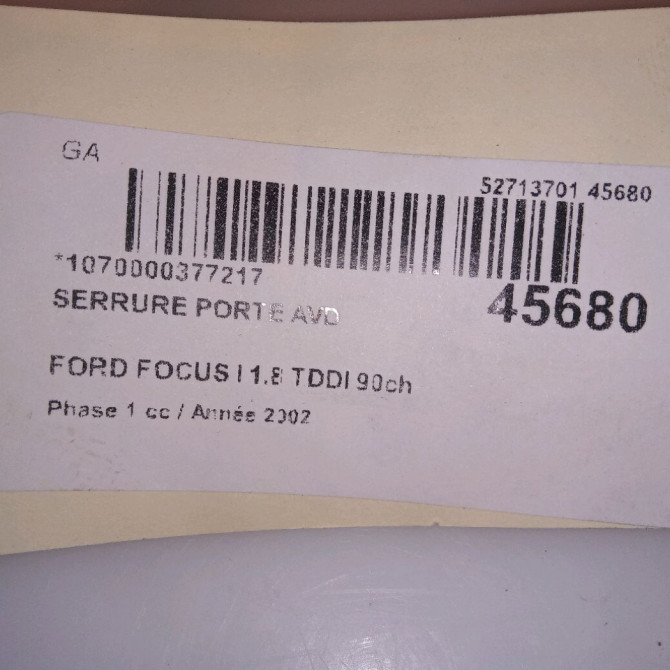 GA
52713701 45680
*1070000377217
45680
SERRURE PORTE AVD
FORD FOCUS I 1.8 TDDI 90ch
Phase 1 cc / Année 2002